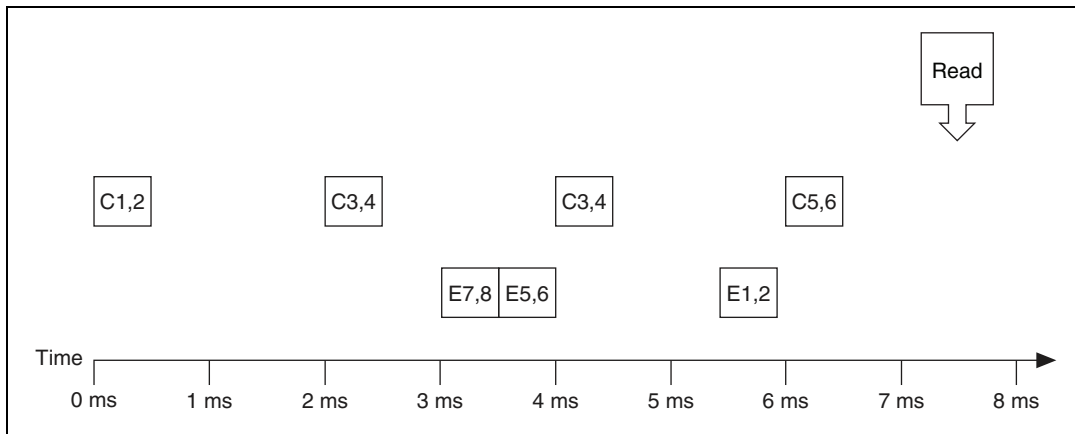 Read
C1,2 C3,4 C3,4 C5,6
E7,8 E5,6 E1,2
Time
0 ms 1 ms 2 ms 3 ms 4 ms 5 ms 6 ms 7 ms 8 ms